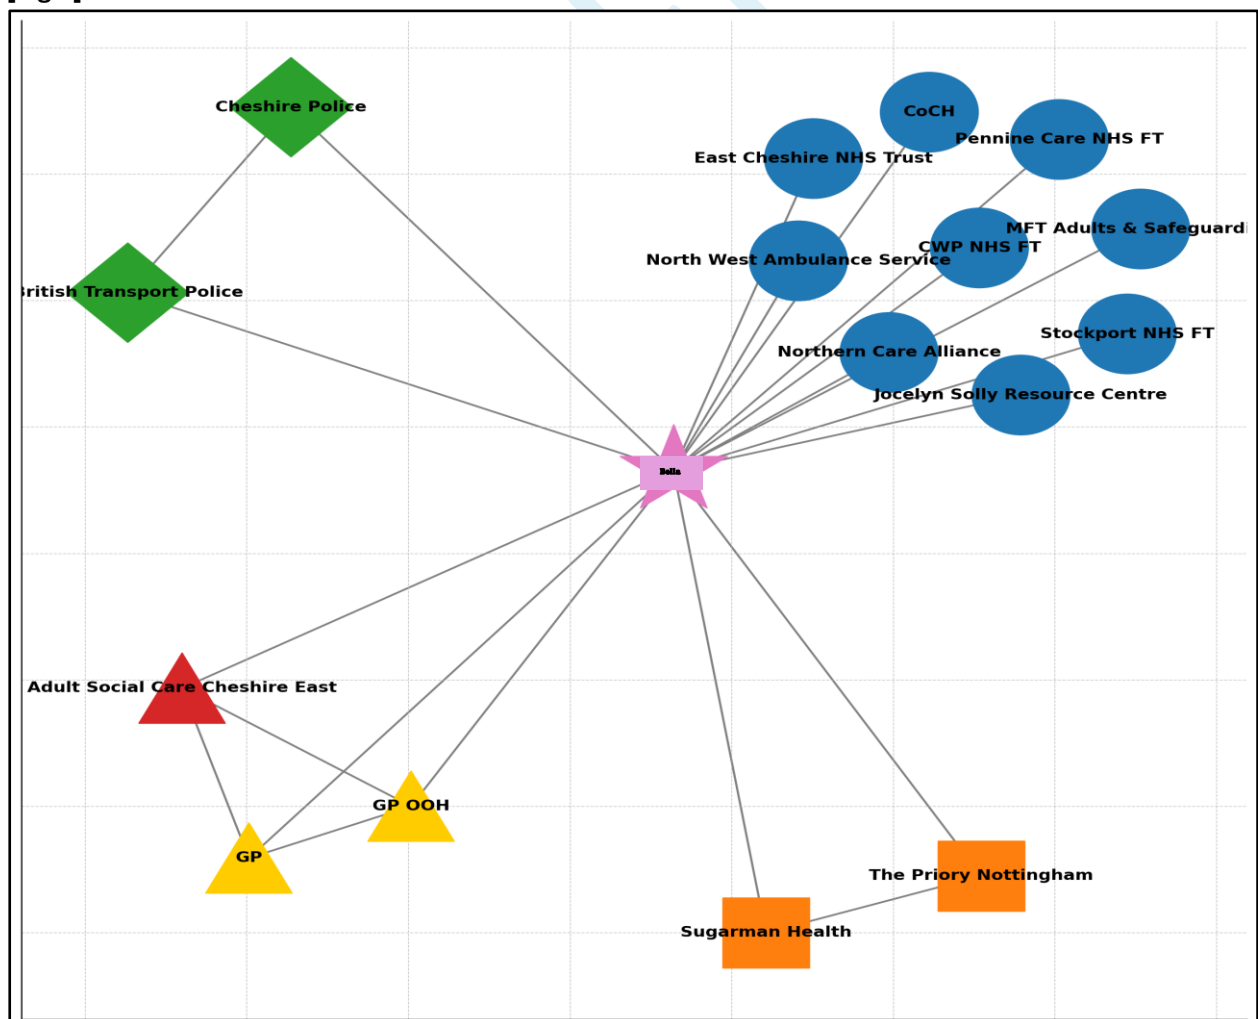 Cheshire Police
CoCH
Pennine Care NHS FT
East Cheshire NHS Trust
MFT Adults & Safeguardi
CWP NHS FT
North West Ambulance Service
British Transport Police
Stockport NHS FT
Northern Care Alliance
Jocelyn Solly Resource Centre
Bella
Adult Social Care Cheshire East
GP OOH
GP
The Priory Nottingham
Sugarman Health